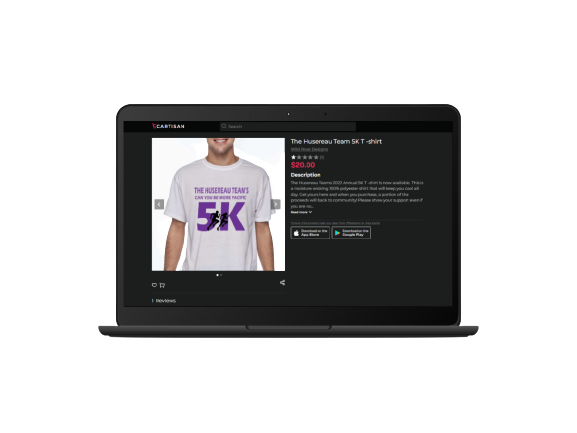 CARTISAN
Search
The Husereau Team 5K T -shirt
Wild Rose Designs
(1)
$20.00
Description
The Husereau Teams 2022 Annual 5K T -shirt is now available. This is
a moisture wicking 100% polyester shirt that will keep you cool all
day. Get yours here and when you purchase, a portion of the
proceeds will back to community! Please show your support even if
you are no...
Read more
Download on the
App Store
Download on the
Google Play
THE HUSEREAU TEAM'S
CAN YOU BE MORE PACIFIC
5K
1 Reviews